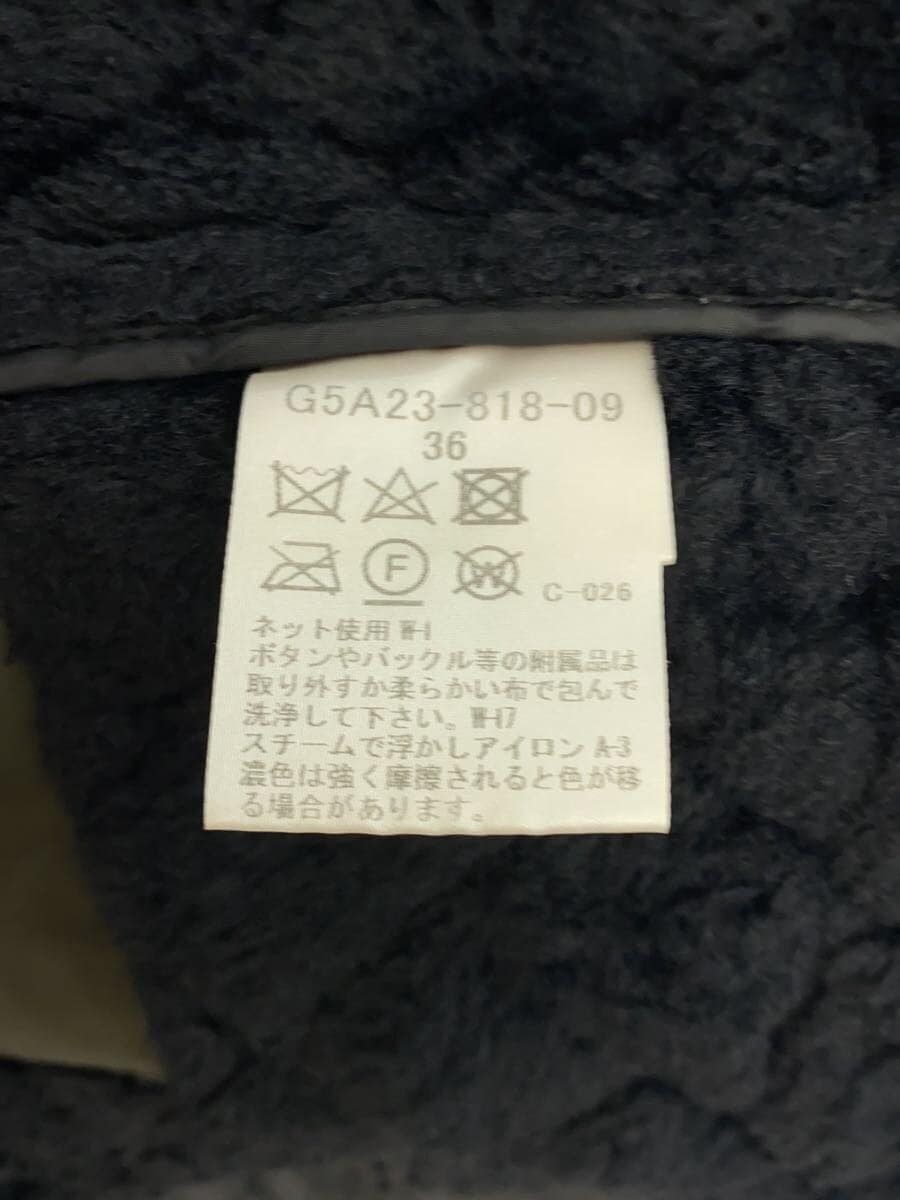 G5A23-818-09
36
F
W
C-026
ネット使用 W-1
ボタンやバックル等の附属品は
取り外すか柔らかい布で包んで
洗浄して下さい。W-17
スチームで浮かしアイロン A-3
濃色は強く摩擦されると色が移
る場合があります。